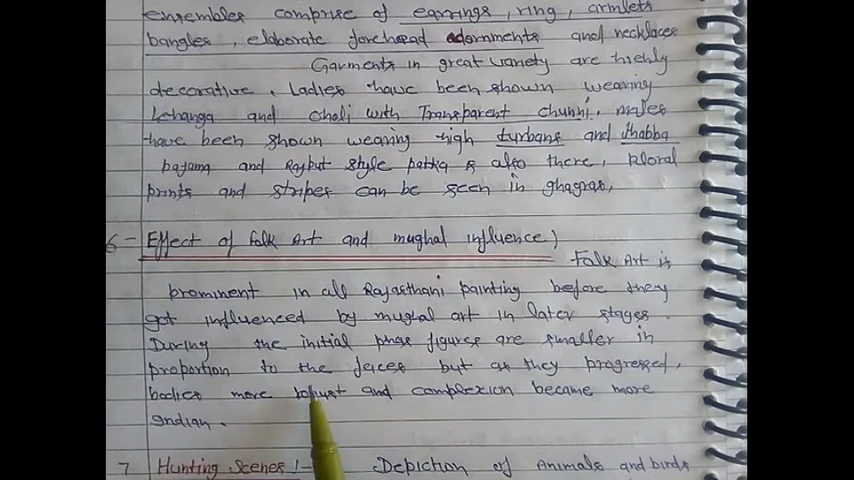 ensembles comprise of earrings, ring, armlets
bangles, elaborate forehead adornments and necklaces
Garments in great variety are highly
decorative. Ladies have been shown wearing
Lehanga and choli with Transparent chunni. males
have been shown wearing high turbans and Jhabba
pajama and Rajput style patka is also there, floral
prints and stripes can be seen in ghagras,
6- Effect of Folk Art and mughal influence)
Folk Art is
prominent in all Rajasthani painting before they
got influenced by mughal art in later stages.
During the initial phas figures are smaller in
proportion to the faces but as they progressed,
bodies more robust and complexion became more
Indian.
7 Hunting Scenes :- Depiction of Animals and birds